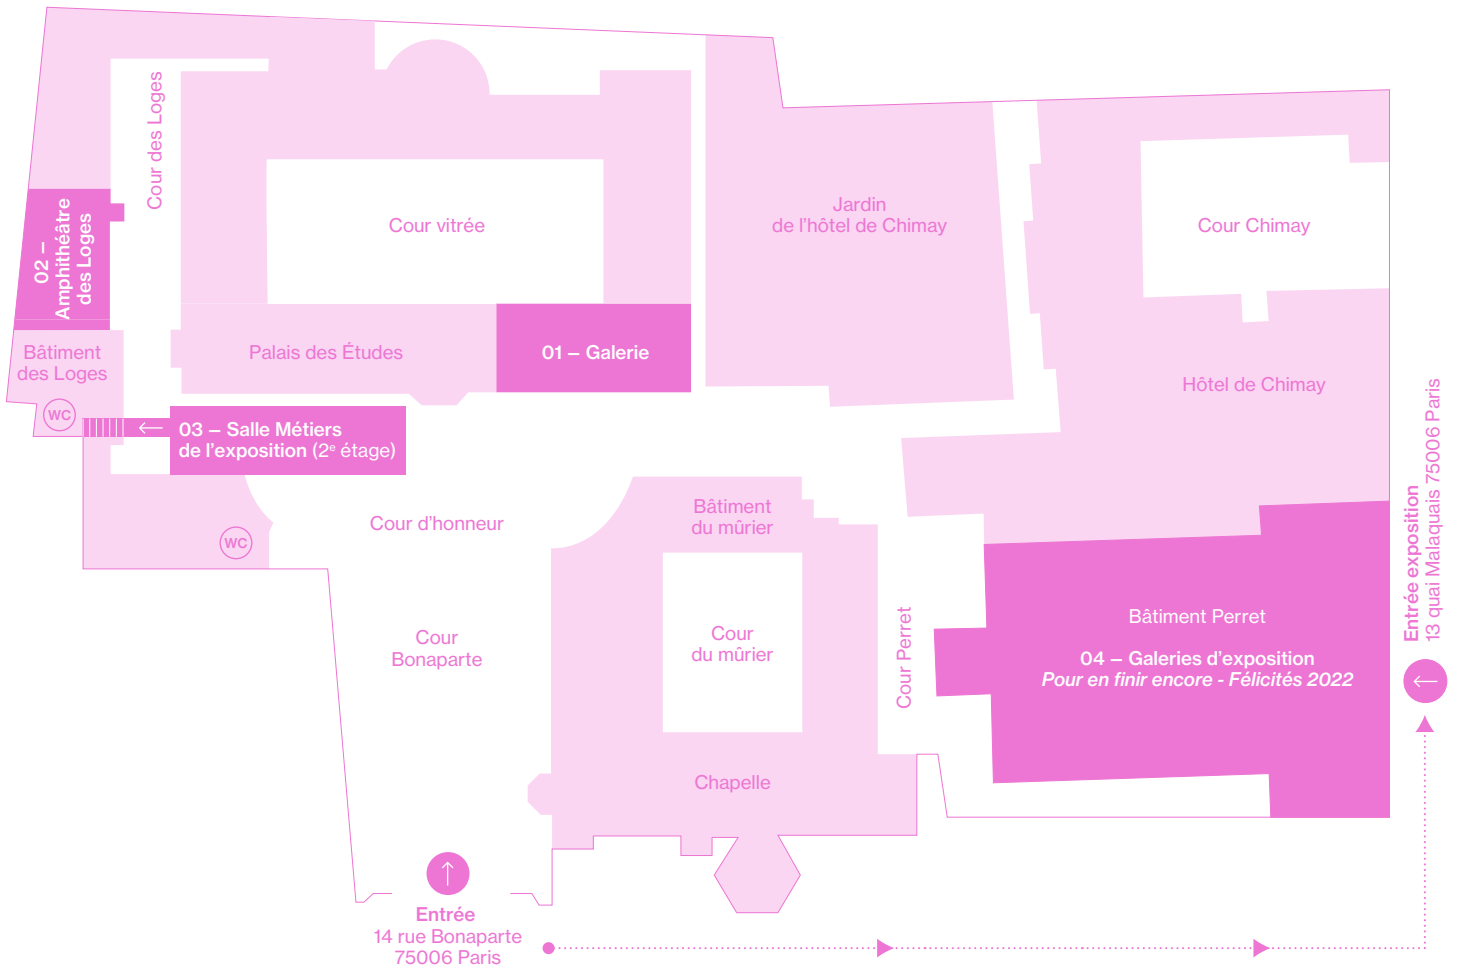 Cour des Loges
02 –
Amphithéâtre
des Loges
Bâtiment
des Loges
WC
Cour vitrée
Palais des Études
01 – Galerie
03 – Salle Métiers
de l'exposition (2e étage)
WC
Cour d'honneur
Cour
Bonaparte
Jardin
de l'hôtel de Chimay
Cour Chimay
Hôtel de Chimay
Bâtiment
du mûrier
Cour
du mûrier
Chapelle
Cour Perret
Bâtiment Perret
04 – Galeries d'exposition
Pour en finir encore - Félicités 2022
Entrée exposition
13 quai Malaquais 75006 Paris
Entrée
14 rue Bonaparte
75006 Paris